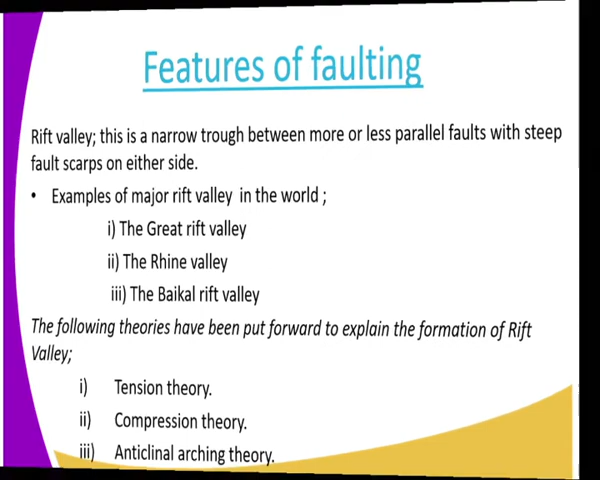 Features of faulting
Rift valley; this is a narrow trough between more or less parallel faults with steep
fault scarps on either side.
• Examples of major rift valley in the world ;
i) The Great rift valley
ii) The Rhine valley
iii) The Baikal rift valley
The following theories have been put forward to explain the formation of Rift
Valley;
i) Tension theory.
ii) Compression theory.
iii) Anticlinal arching theory.